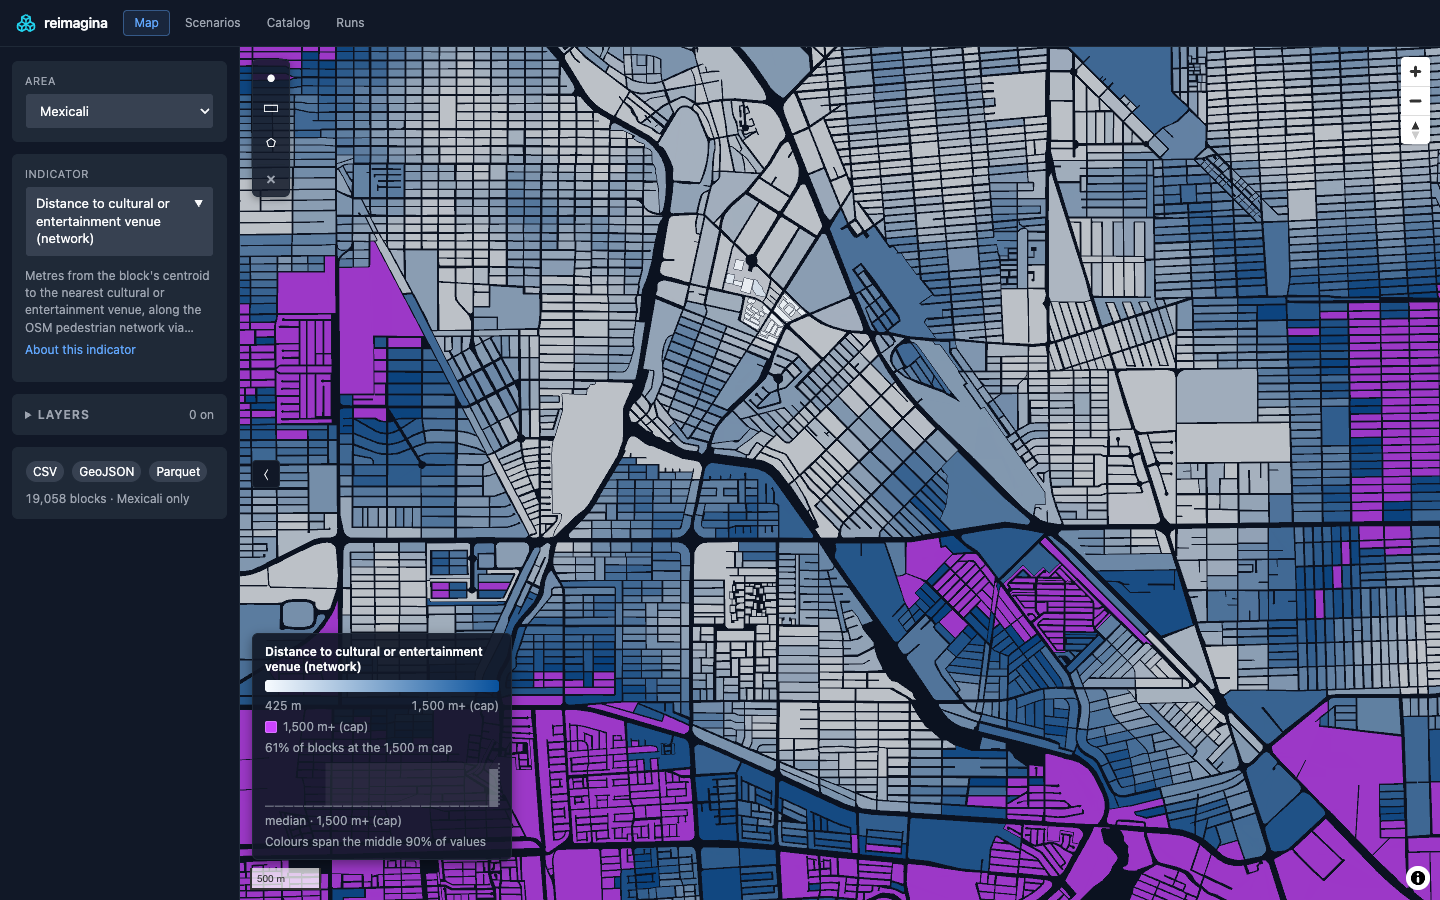 reimagina
Map
Scenarios
Catalog
Runs
AREA
Mexicali
INDICATOR
Distance to cultural or
entertainment venue
(network)
Metres from the block's centroid
to the nearest cultural or
entertainment venue, along the
OSM pedestrian network via...
About this indicator
LAYERS
0 on
CSV
GeoJSON
Parquet
19,058 blocks · Mexicali only
Distance to cultural or entertainment
venue (network)
425 m
1,500 m+ (cap)
1,500 m+ (cap)
61% of blocks at the 1,500 m cap
median · 1,500 m+ (cap)
Colours span the middle 90% of values
500 m